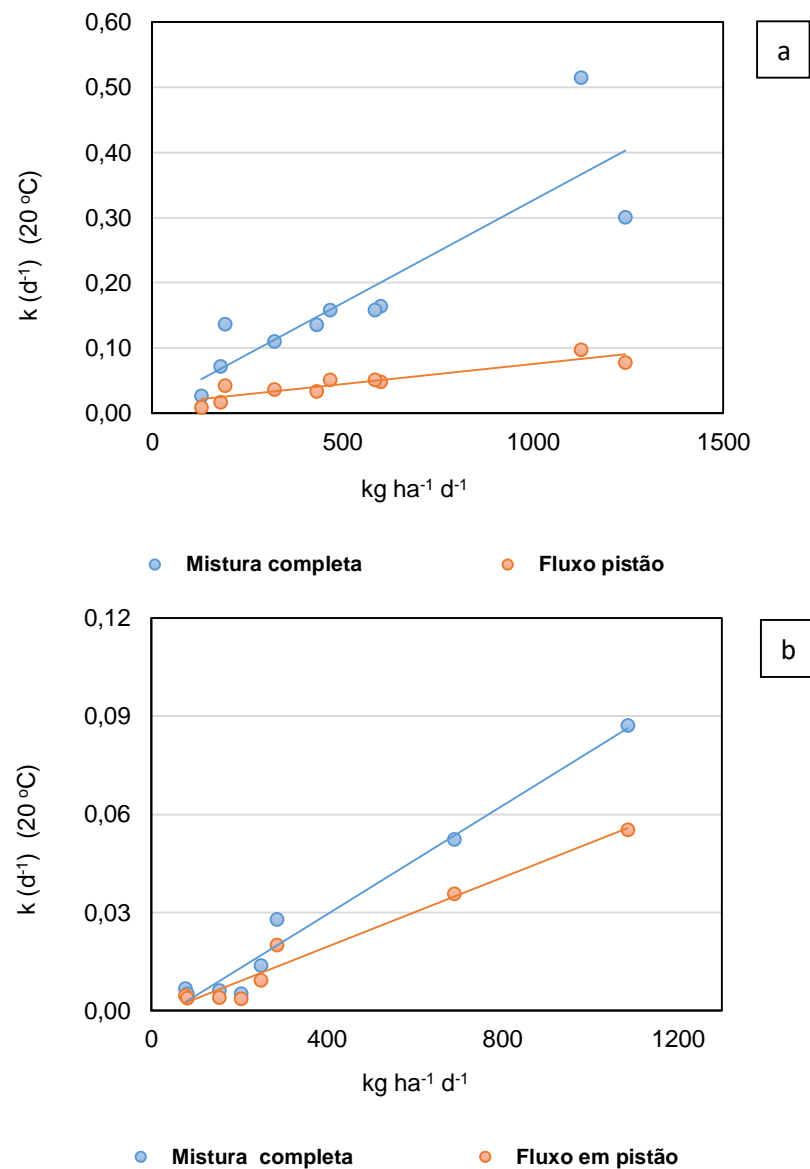 0,60
a
0,50
0,40
0,30
0,20
0,10
0,00
k (d-1) (20 oC)
0 500 1000 1500
kg ha-1 d-1
Mistura completa Fluxo pistão
0,12
b
0,09
0,06
0,03
0,00
k (d-1) (20 oC)
0 400 800 1200
kg ha-1 d-1
Mistura completa Fluxo em pistão